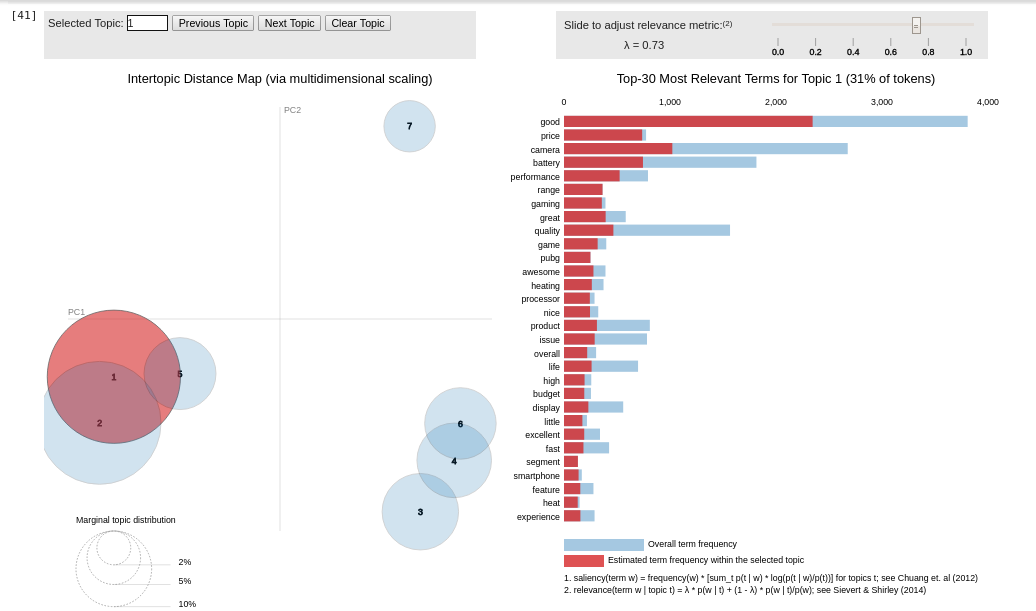 [41]
Selected Topic: 1 Previous Topic Next Topic Clear Topic
Slide to adjust relevance metric:(2)
λ = 0.73
0.0 0.2 0.4 0.6 0.8 1.0
Intertopic Distance Map (via multidimensional scaling)
PC2
PC1
7
1
5
2
6
4
3
Marginal topic distribution
2%
5%
10%
Top-30 Most Relevant Terms for Topic 1 (31% of tokens)
0 1,000 2,000 3,000 4,000
good
price
camera
battery
performance
range
gaming
great
quality
game
pubg
awesome
heating
processor
nice
product
issue
overall
life
high
budget
display
little
excellent
fast
segment
smartphone
feature
heat
experience
Overall term frequency
Estimated term frequency within the selected topic
1. saliency(term w) = frequency(w) * [sum_t p(t | w) * log(p(t | w)/p(t))] for topics t; see Chuang et. al (2012)
2. relevance(term w | topic t) = λ * p(w | t) + (1 - λ) * p(w | t)/p(w); see Sievert & Shirley (2014)